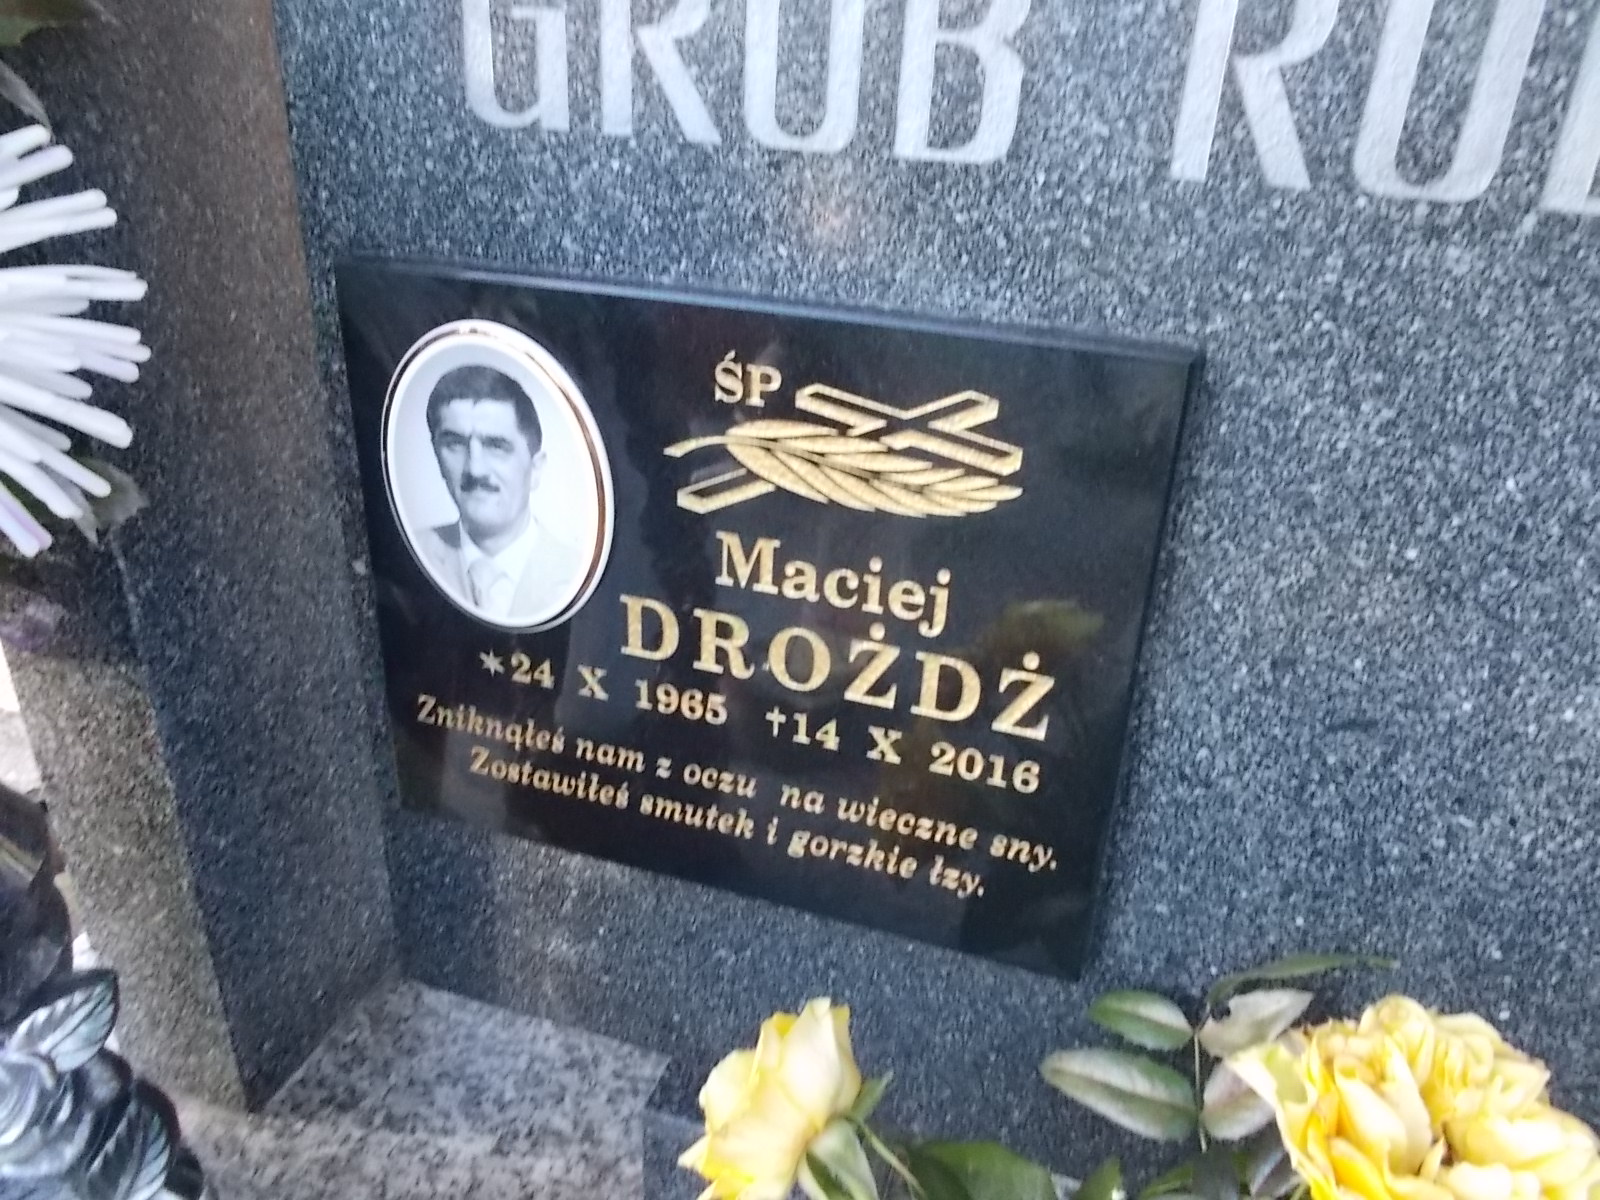 GRÓB RO
ŚP
Maciej
DROŻDŻ
*24 X 1965 †14 X 2016
Zniknąłeś nam z oczu na wieczne sny.
Zostawiłeś smutek i gorzkie łzy.